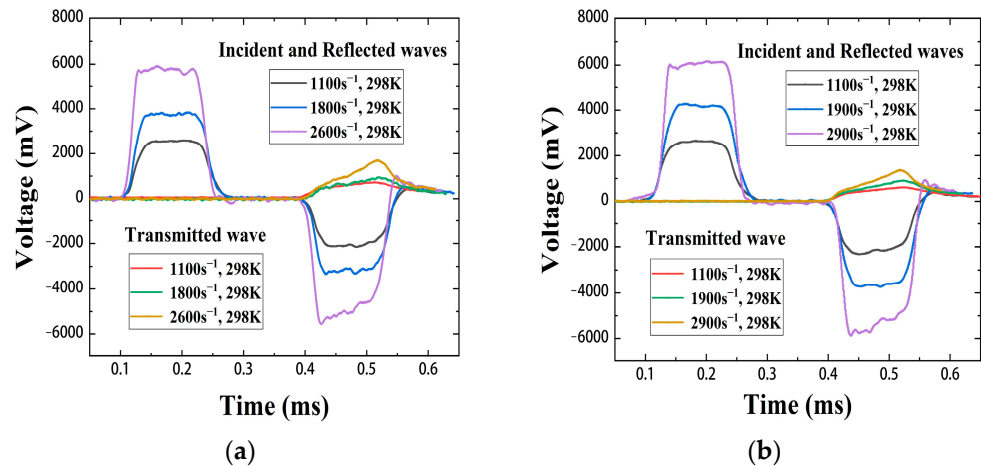 8000
6000
4000
2000
0
-2000
-4000
-6000
Voltage (mV)
Incident and Reflected waves
1100s⁻¹, 298K
1800s⁻¹, 298K
2600s⁻¹, 298K
Transmitted wave
1100s⁻¹, 298K
1800s⁻¹, 298K
2600s⁻¹, 298K
0.1 0.2 0.3 0.4 0.5 0.6
Time (ms)
(a)
8000
6000
4000
2000
0
-2000
-4000
-6000
Voltage (mV)
Incident and Reflected waves
1100s⁻¹, 298K
1900s⁻¹, 298K
2900s⁻¹, 298K
Transmitted wave
1100s⁻¹, 298K
1900s⁻¹, 298K
2900s⁻¹, 298K
0.1 0.2 0.3 0.4 0.5 0.6
Time (ms)
(b)